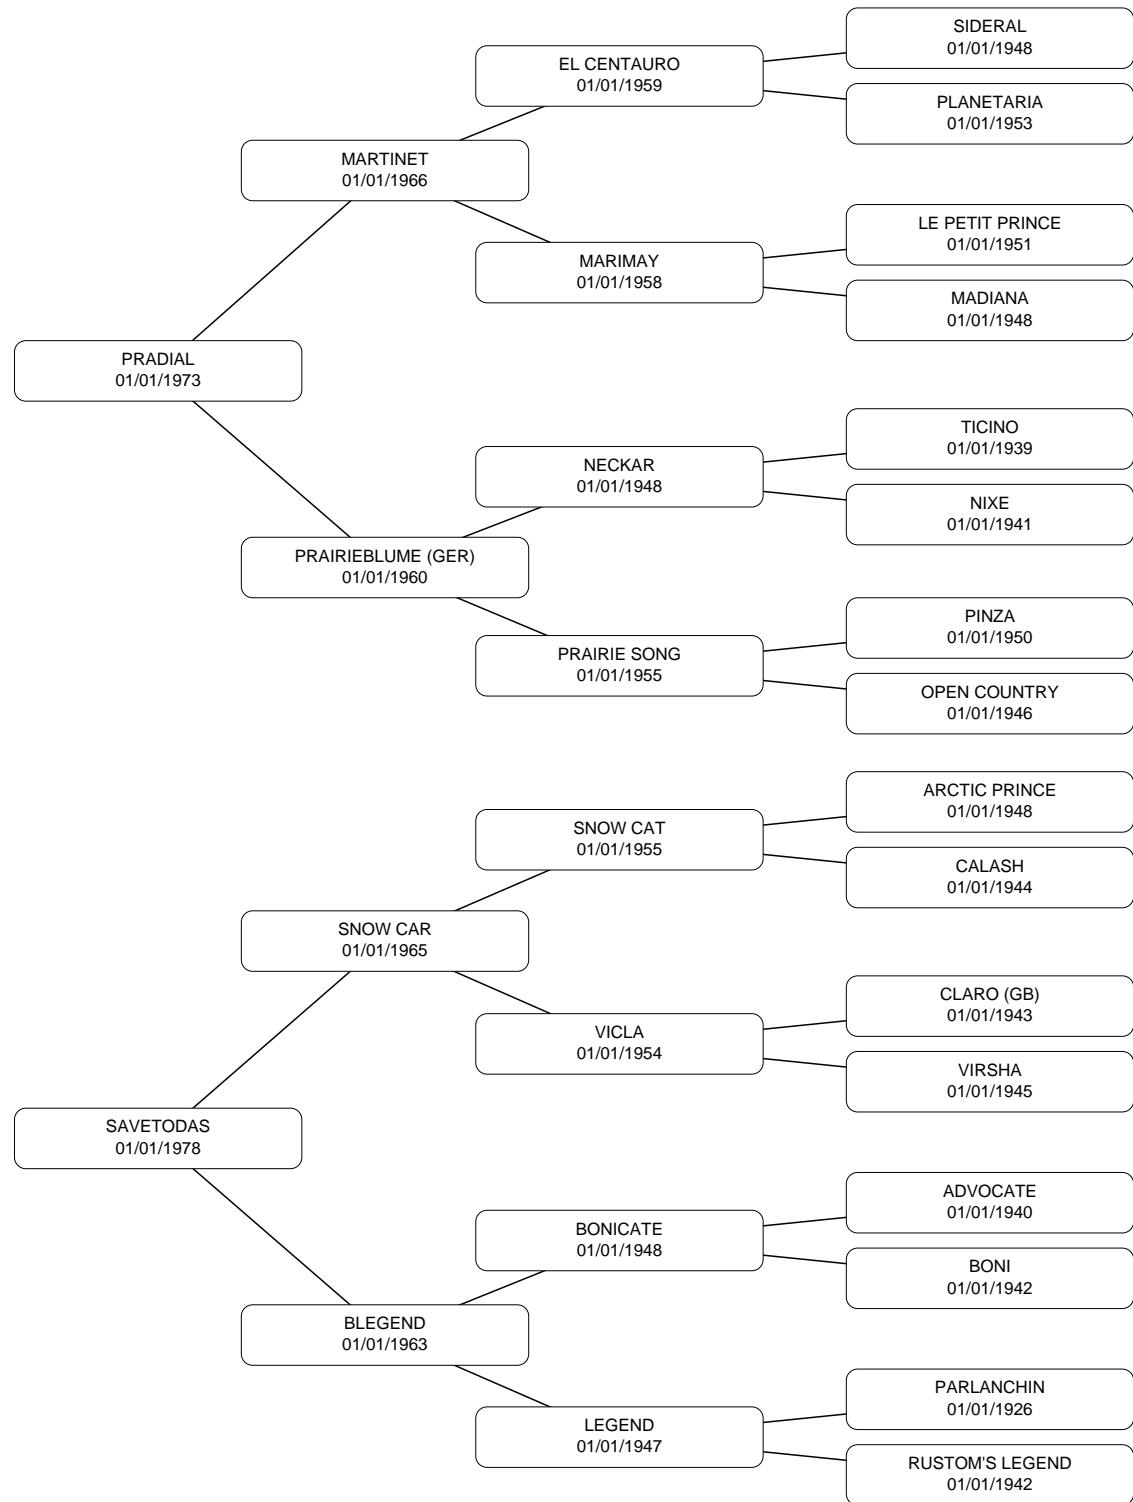 SIDERAL
01/01/1948
EL CENTAURO
01/01/1959
PLANETARIA
01/01/1953
MARTINET
01/01/1966
LE PETIT PRINCE
01/01/1951
MARIMAY
01/01/1958
MADIANA
01/01/1948
PRADIAL
01/01/1973
TICINO
01/01/1939
NECKAR
01/01/1948
NIXE
01/01/1941
PRAIRIEBLUME (GER)
01/01/1960
PINZA
01/01/1950
PRAIRIE SONG
01/01/1955
OPEN COUNTRY
01/01/1946
ARCTIC PRINCE
01/01/1948
SNOW CAT
01/01/1955
CALASH
01/01/1944
SNOW CAR
01/01/1965
CLARO (GB)
01/01/1943
VICLA
01/01/1954
VIRSHA
01/01/1945
SAVETODAS
01/01/1978
ADVOCATE
01/01/1940
BONICATE
01/01/1948
BONI
01/01/1942
BLEGEND
01/01/1963
PARLANCHIN
01/01/1926
LEGEND
01/01/1947
RUSTOM'S LEGEND
01/01/1942